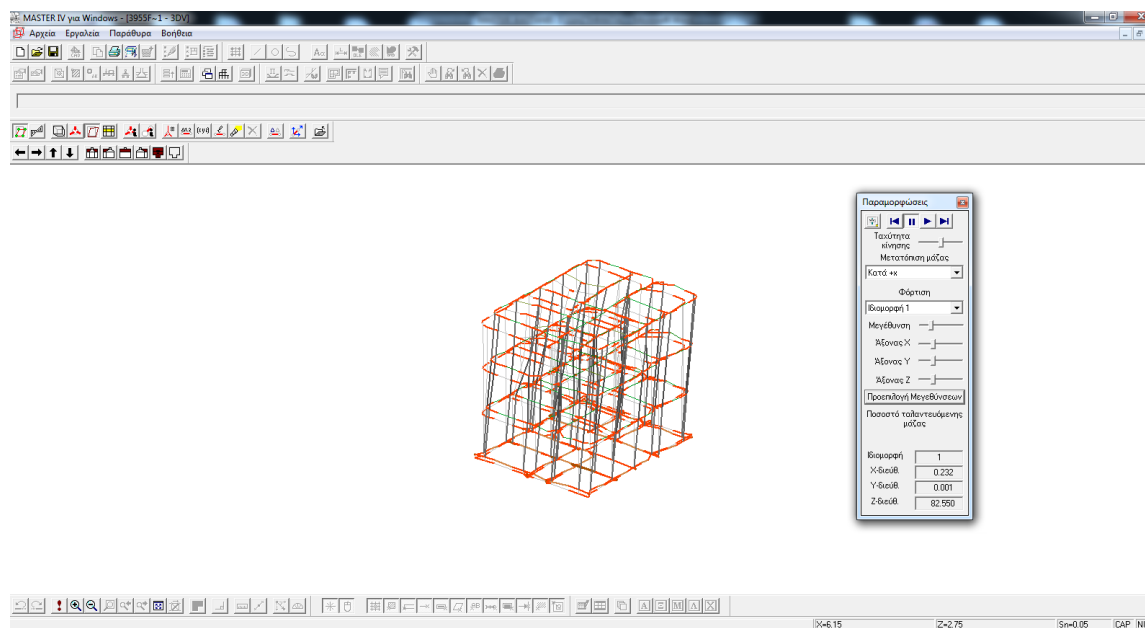 MASTER IV για Windows - [3955F~1 - 3DV]
Αρχεία Εργαλεία Παράθυρα Βοήθεια
Παραμορφώσεις
Ταχύτητα
κίνησης
Μετατόπιση μάζας
Κατά +x
Φόρτιση
Ιδιομορφή 1
Μεγέθυνση
Άξονας X
Άξονας Y
Άξονας Z
Προεπιλογή Μεγεθύνσεων
Ποσοστό ταλαντευόμενης
μάζας
Ιδιομορφή 1
X-διεύθ. 0.232
Y-διεύθ. 0.001
Z-διεύθ. 82.550
X=6.15 Z=2.75 Sn=0.05 CAP